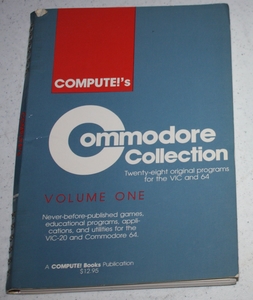 COMPUTE!'s
Commodore
Collection
Twenty-eight original programs
for the VIC and 64
VOLUME ONE
Never-before-published games,
educational programs, appli-
cations, and utilities for the
VIC-20 and Commodore 64.
A COMPUTE! Books Publication
$12.95